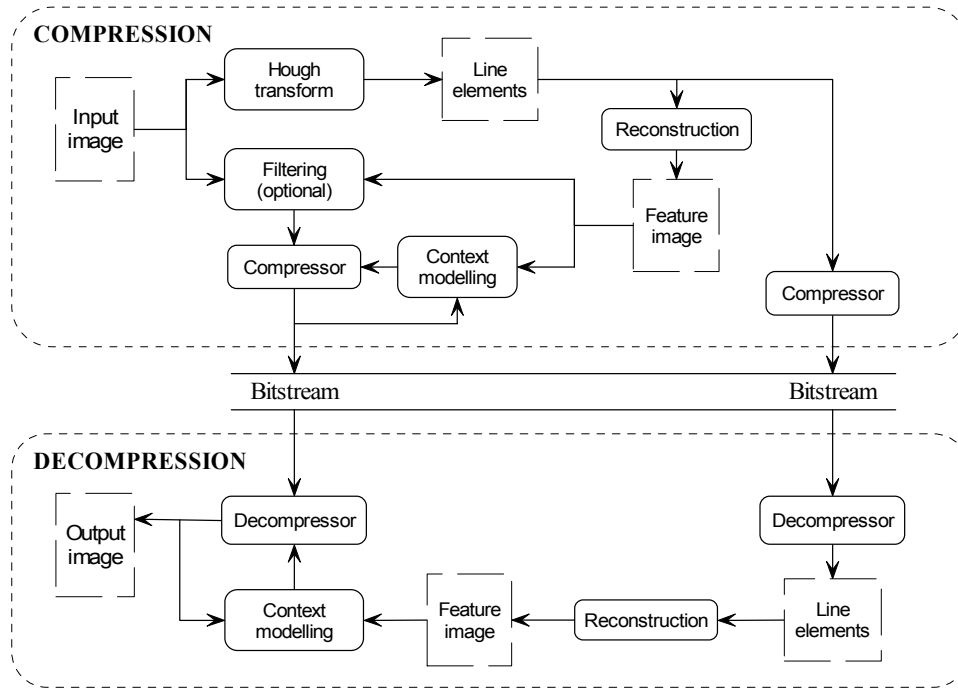 COMPRESSION
Input
image
Hough
transform
Line
elements
Reconstruction
Filtering
(optional)
Feature
image
Compressor
Context
modelling
Compressor
Bitstream
Bitstream
DECOMPRESSION
Output
image
Decompressor
Decompressor
Context
modelling
Feature
image
Reconstruction
Line
elements